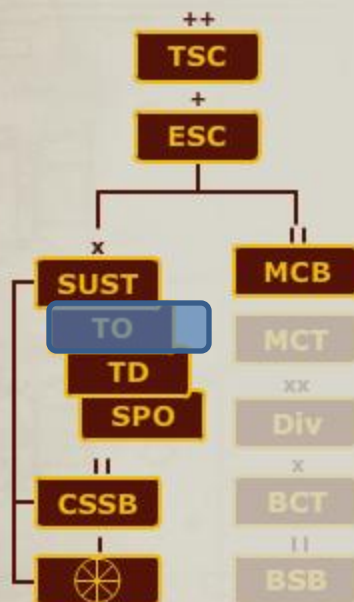 ++
TSC
+
ESC
x
SUST
TO
TD
SPO
II
CSSB
I
II
MCB
MCT
xx
Div
x
BCT
II
BSB